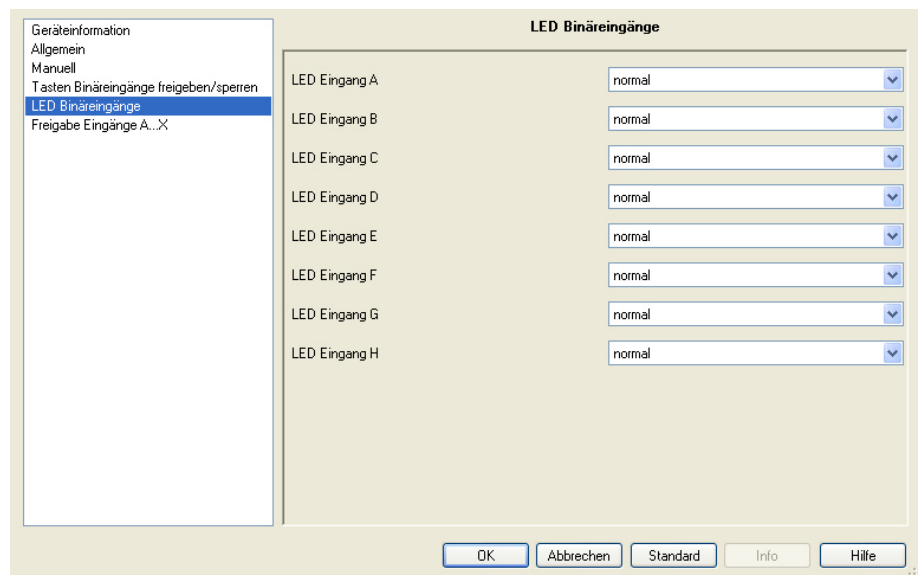 Geräteinformation
Allgemein
Manuell
Tasten Binäreingänge freigeben/sperren
LED Binäreingänge
Freigabe Eingänge A...X
LED Binäreingänge
LED Eingang A normal
LED Eingang B normal
LED Eingang C normal
LED Eingang D normal
LED Eingang E normal
LED Eingang F normal
LED Eingang G normal
LED Eingang H normal
OK Abbrechen Standard Info Hilfe